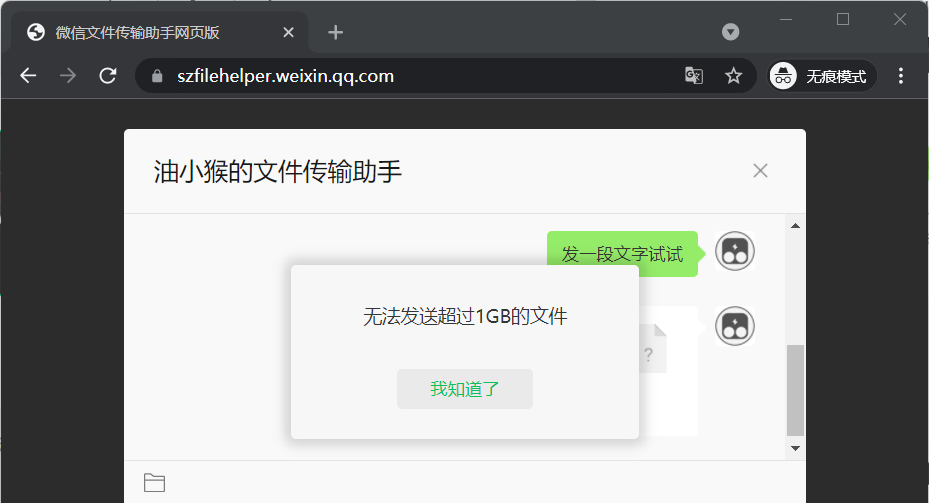 微信文件传输助手网页版
szfilehelper.weixin.qq.com
无痕模式
油小猴的文件传输助手
发一段文字试试
无法发送超过1GB的文件
?
我知道了